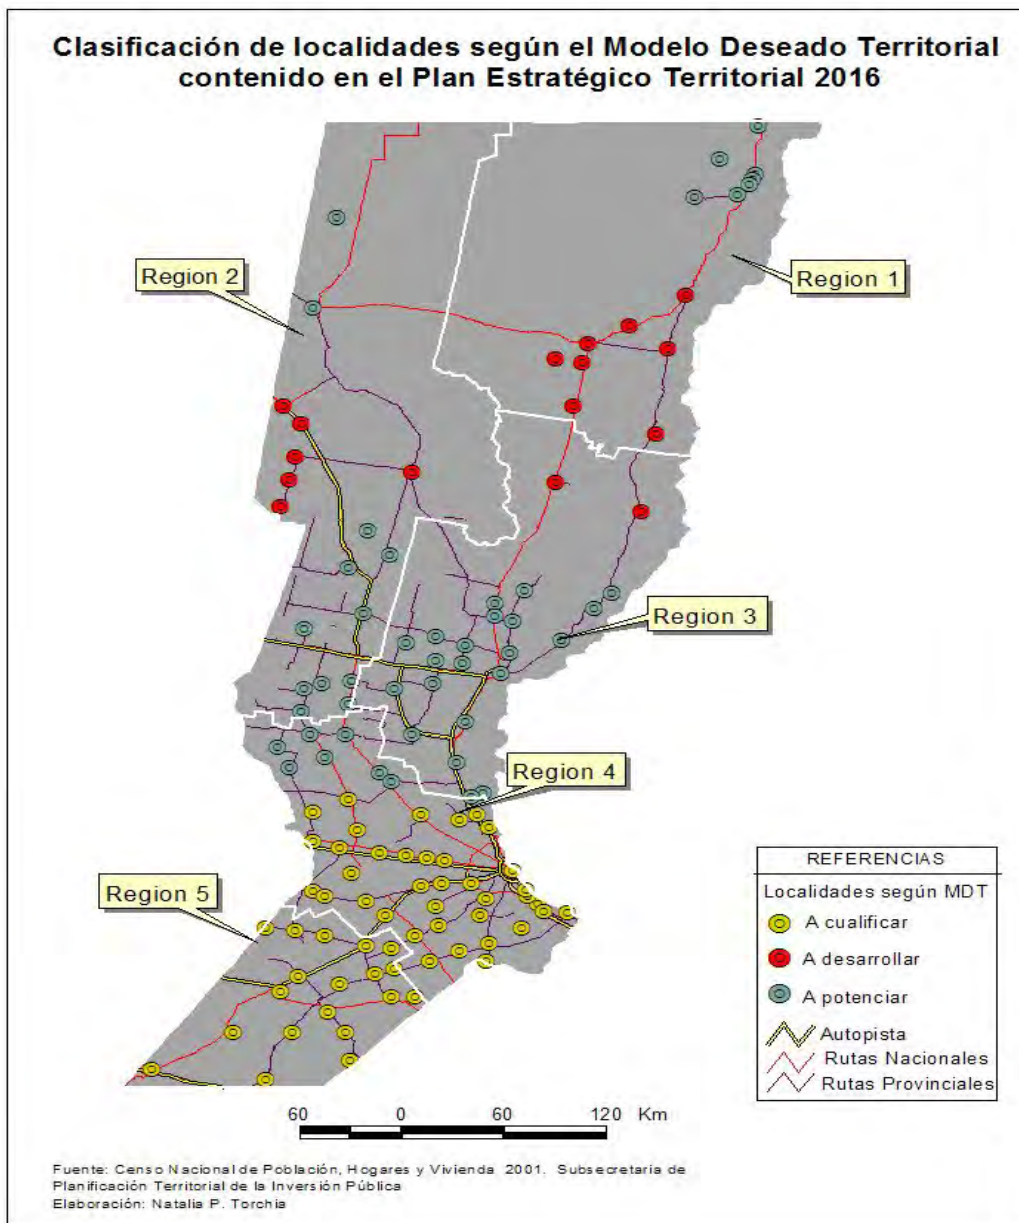 Clasificación de localidades según el Modelo Deseado Territorial
contenido en el Plan Estratégico Territorial 2016
Region 2
Region 1
Region 3
Region 4
Region 5
REFERENCIAS
Localidades según MDT
A cualificar
A desarrollar
A potenciar
Autopista
Rutas Nacionales
Rutas Provinciales
60 0 60 120 Km
Fuente: Censo Nacional de Población, Hogares y Vivienda 2001. Subsecretaria de
Planificación Territorial de la Inversión Pública
Elaboración: Natalia P. Torchia